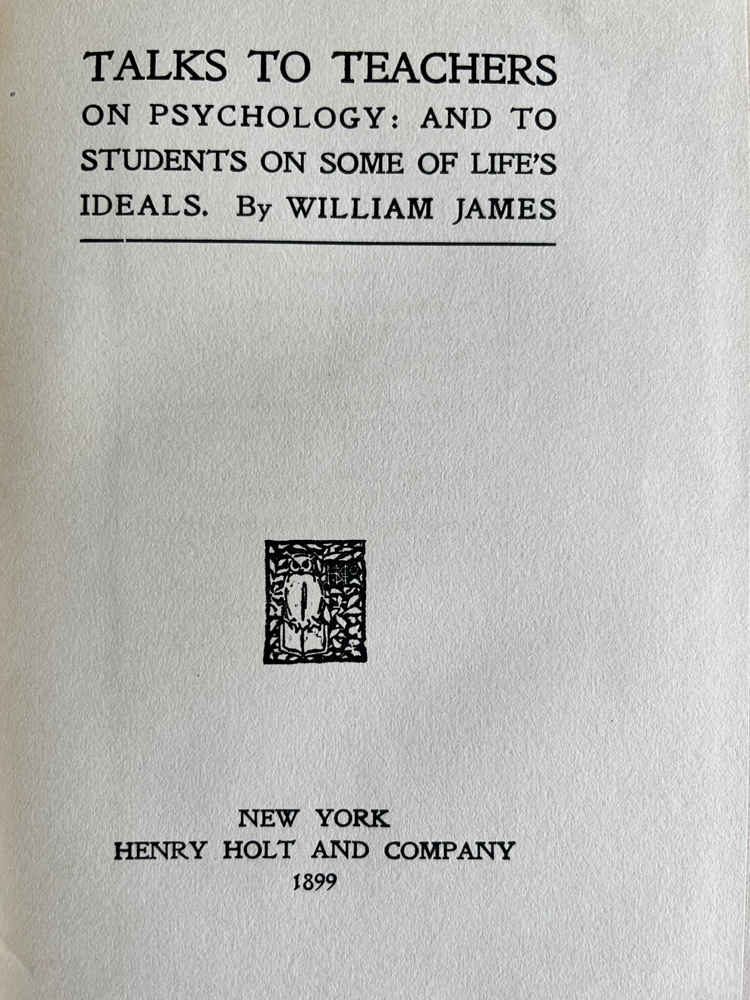 TALKS TO TEACHERS
ON PSYCHOLOGY: AND TO
STUDENTS ON SOME OF LIFE'S
IDEALS. By WILLIAM JAMES
NEW YORK
HENRY HOLT AND COMPANY
1899